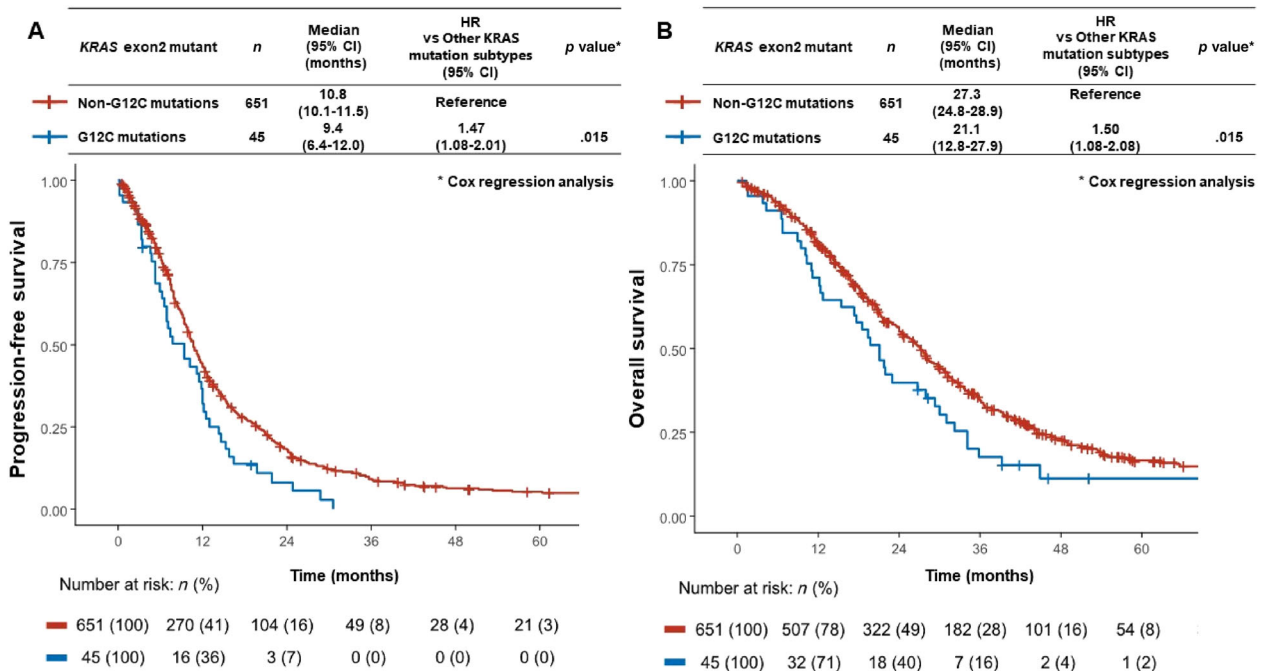 A
KRAS exon2 mutant n Median (95% CI) (months) HR vs Other KRAS mutation subtypes (95% CI) p value*
Non-G12C mutations 651 10.8 (10.1-11.5) Reference
G12C mutations 45 9.4 (6.4-12.0) 1.47 (1.08-2.01) .015
* Cox regression analysis
Progression-free survival
1.00
0.75
0.50
0.25
0.00
0 12 24 36 48 60
Time (months)
Number at risk: n (%)
651 (100) 270 (41) 104 (16) 49 (8) 28 (4) 21 (3)
45 (100) 16 (36) 3 (7) 0 (0) 0 (0) 0 (0)
B
KRAS exon2 mutant n Median (95% CI) (months) HR vs Other KRAS mutation subtypes (95% CI) p value*
Non-G12C mutations 651 27.3 (24.8-28.9) Reference
G12C mutations 45 21.1 (12.8-27.9) 1.50 (1.08-2.08) .015
* Cox regression analysis
Overall survival
1.00
0.75
0.50
0.25
0.00
0 12 24 36 48 60
Time (months)
Number at risk: n (%)
651 (100) 507 (78) 322 (49) 182 (28) 101 (16) 54 (8)
45 (100) 32 (71) 18 (40) 7 (16) 2 (4) 1 (2)